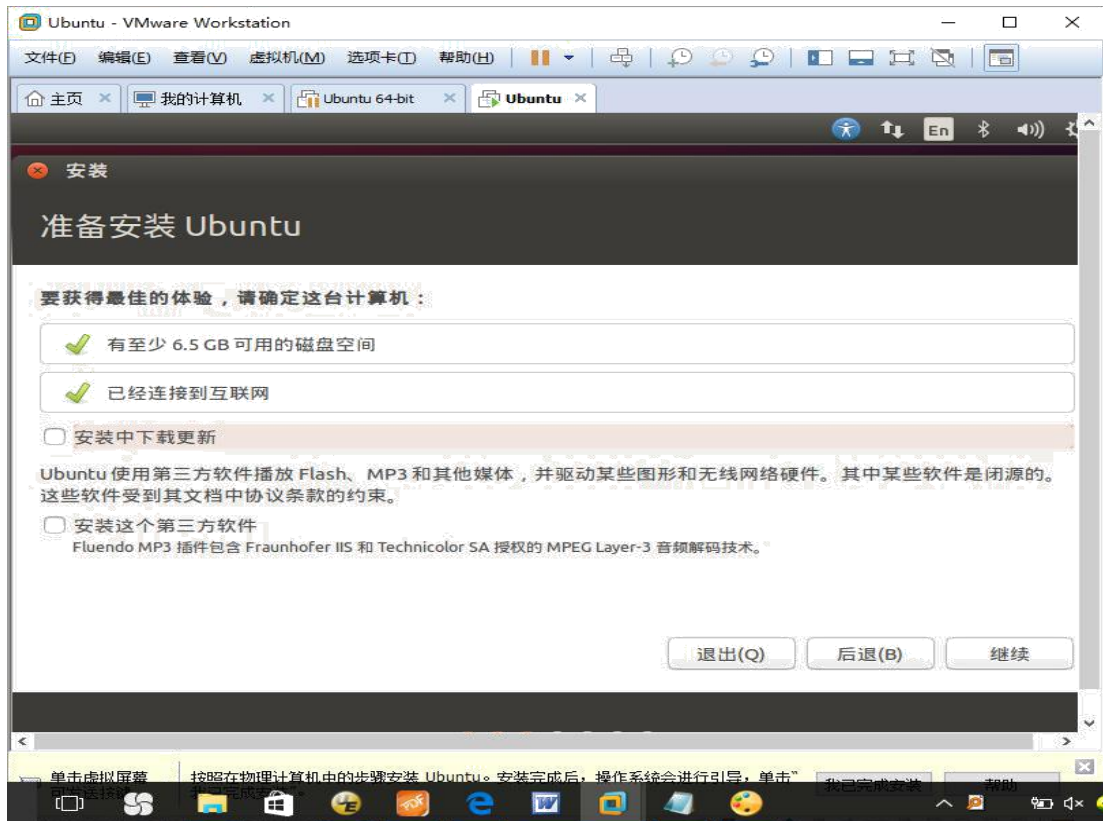 Ubuntu - VMware Workstation
文件(F) 编辑(E) 查看(V) 虚拟机(M) 选项卡(T) 帮助(H)
主页 我的计算机 Ubuntu 64-bit Ubuntu
En
安装
准备安装 Ubuntu
要获得最佳的体验，请确定这台计算机：
有至少 6.5 GB 可用的磁盘空间
已经连接到互联网
安装中下载更新
Ubuntu 使用第三方软件播放 Flash、MP3 和其他媒体，并驱动某些图形和无线网络硬件。其中某些软件是闭源的。
这些软件受到其文档中协议条款的约束。
安装这个第三方软件
Fluendo MP3 插件包含 Fraunhofer IIS 和 Technicolor SA 授权的 MPEG Layer-3 音频解码技术。
退出(Q) 后退(B) 继续
单击虚拟屏幕 按照在物理计算机中的步骤安装 Ubuntu。安装完成后，操作系统会进行引导，单击“
可发送按键 我已完成安装”。 我已完成安装 帮助